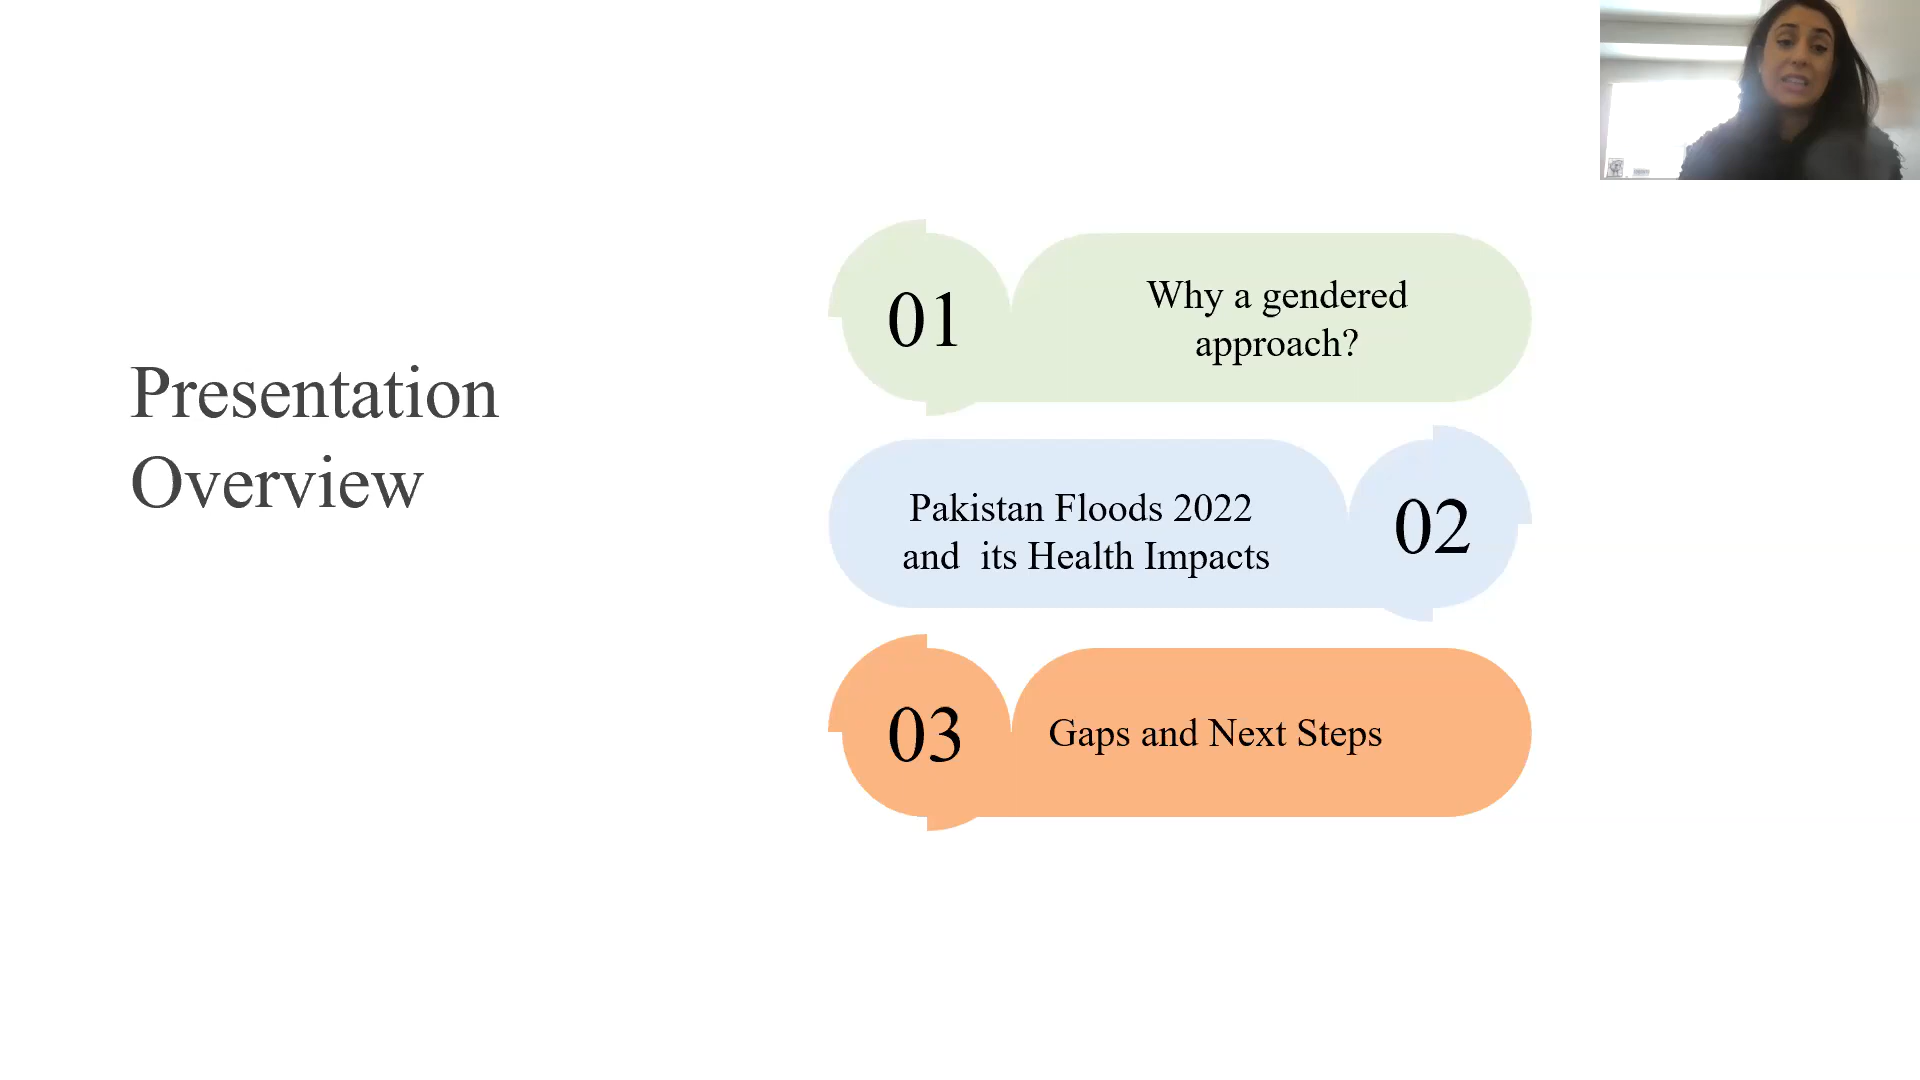 Presentation
Overview
01
Why a gendered
approach?
Pakistan Floods 2022
and  its Health Impacts
02
03
Gaps and Next Steps